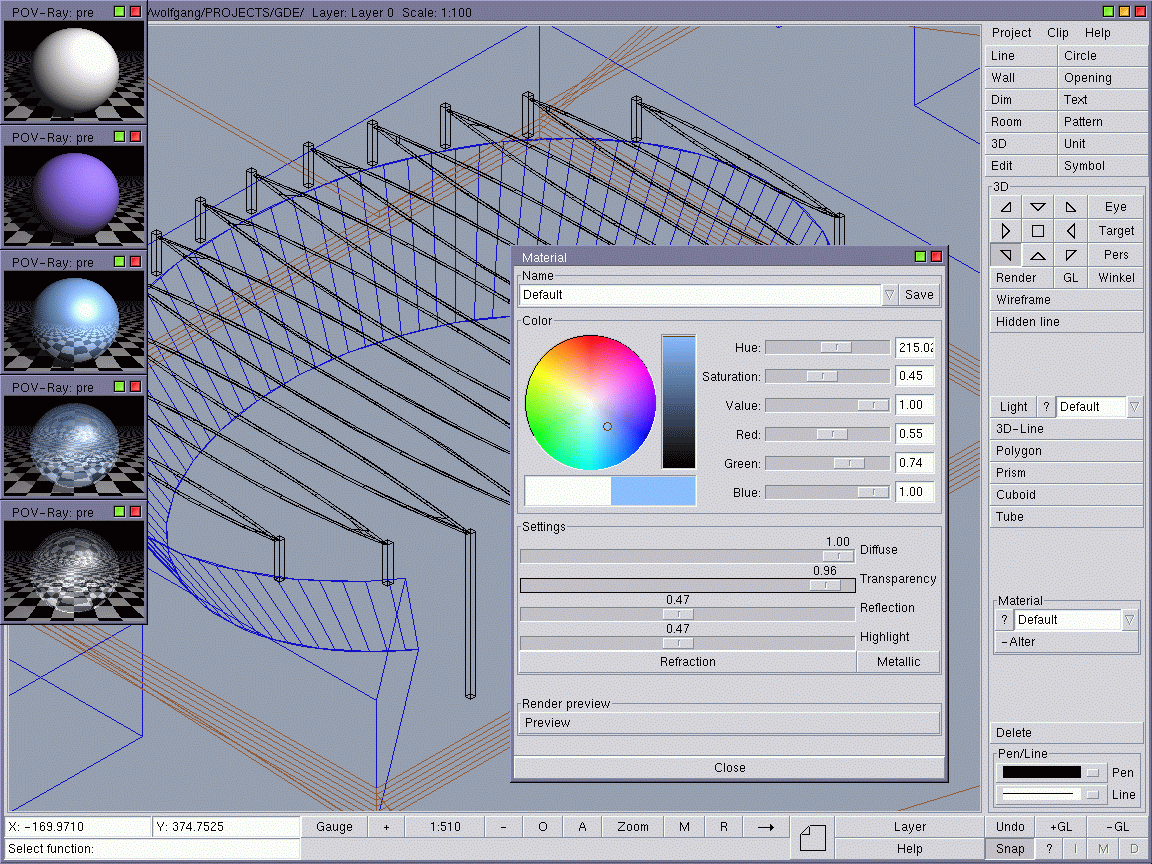 POV-Ray: pre
/wolfgang/PROJECTS/GDE/ Layer: Layer 0 Scale: 1:100
POV-Ray: pre
POV-Ray: pre
POV-Ray: pre
POV-Ray: pre
Project Clip Help
Line Circle
Wall Opening
Dim Text
Room Pattern
3D Unit
Edit Symbol
3D
Eye
Target
Pers
Render GL Winkel
Wireframe
Hidden line
Light ? Default
3D-Line
Polygon
Prism
Cuboid
Tube
Material
? Default
-Alter
Delete
Pen/Line
Pen
Line
Material
Name
Default Save
Color
Hue: 215.02
Saturation: 0.45
Value: 1.00
Red: 0.55
Green: 0.74
Blue: 1.00
Settings
1.00
Diffuse
0.96
Transparency
0.47
Reflection
0.47
Highlight
Refraction Metallic
Render preview
Preview
Close
X: -169.9710 Y: 374.7525 Gauge + 1:510 - O A Zoom M R Layer Undo +GL -GL
Select function: Help Snap ? I M D